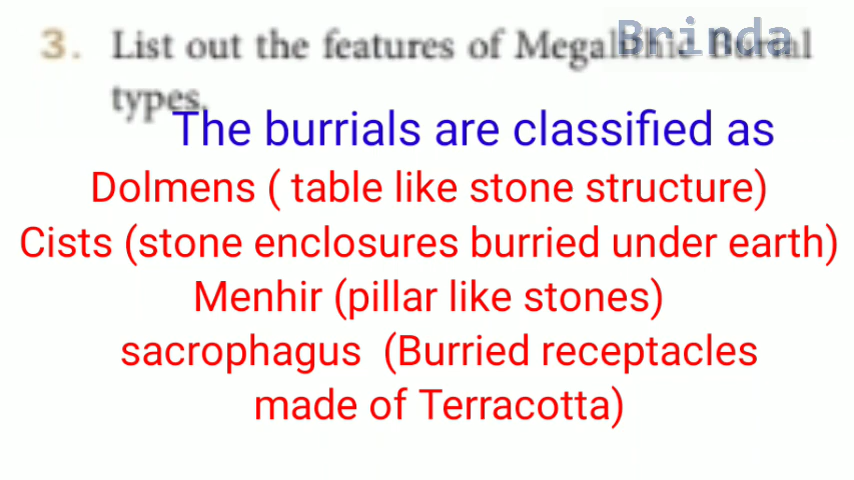 3. List out the features of Megalithic Burial
Brinda
types.
The burrials are classified as
Dolmens ( table like stone structure)
Cists (stone enclosures burried under earth)
Menhir (pillar like stones)
sacrophagus (Burried receptacles
made of Terracotta)